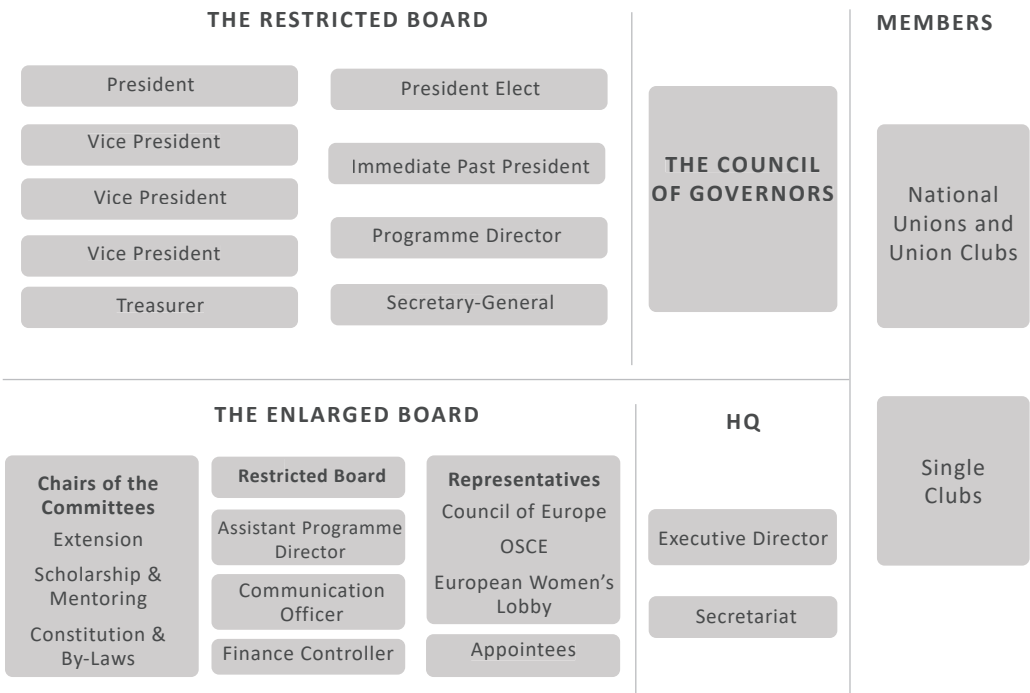 THE RESTRICTED BOARD
President
Vice President
Vice President
Vice President
Treasurer
President Elect
Immediate Past President
Programme Director
Secretary-General
THE COUNCIL
OF GOVERNORS
MEMBERS
National
Unions and
Union Clubs
Single
Clubs
THE ENLARGED BOARD
Chairs of the
Committees
Extension
Scholarship &
Mentoring
Constitution &
By-Laws
Restricted Board
Assistant Programme
Director
Communication
Officer
Finance Controller
Representatives
Council of Europe
OSCE
European Women’s
Lobby
Appointees
HQ
Executive Director
Secretariat